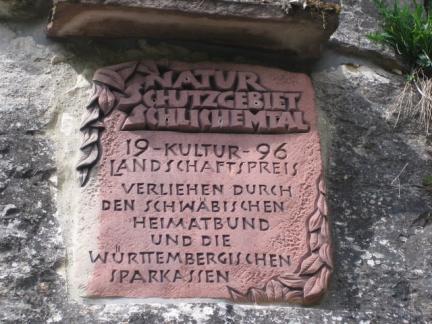 NATUR
SCHUTZGEBIET
SCHLICHEMTAL
19-KULTUR-96
LANDSCHAFTSPREIS
VERLIEHEN DURCH
DEN SCHWÄBISCHEN
HEIMATBUND
UND DIE
WÜRTTEMBERGISCHEN
SPARKASSEN